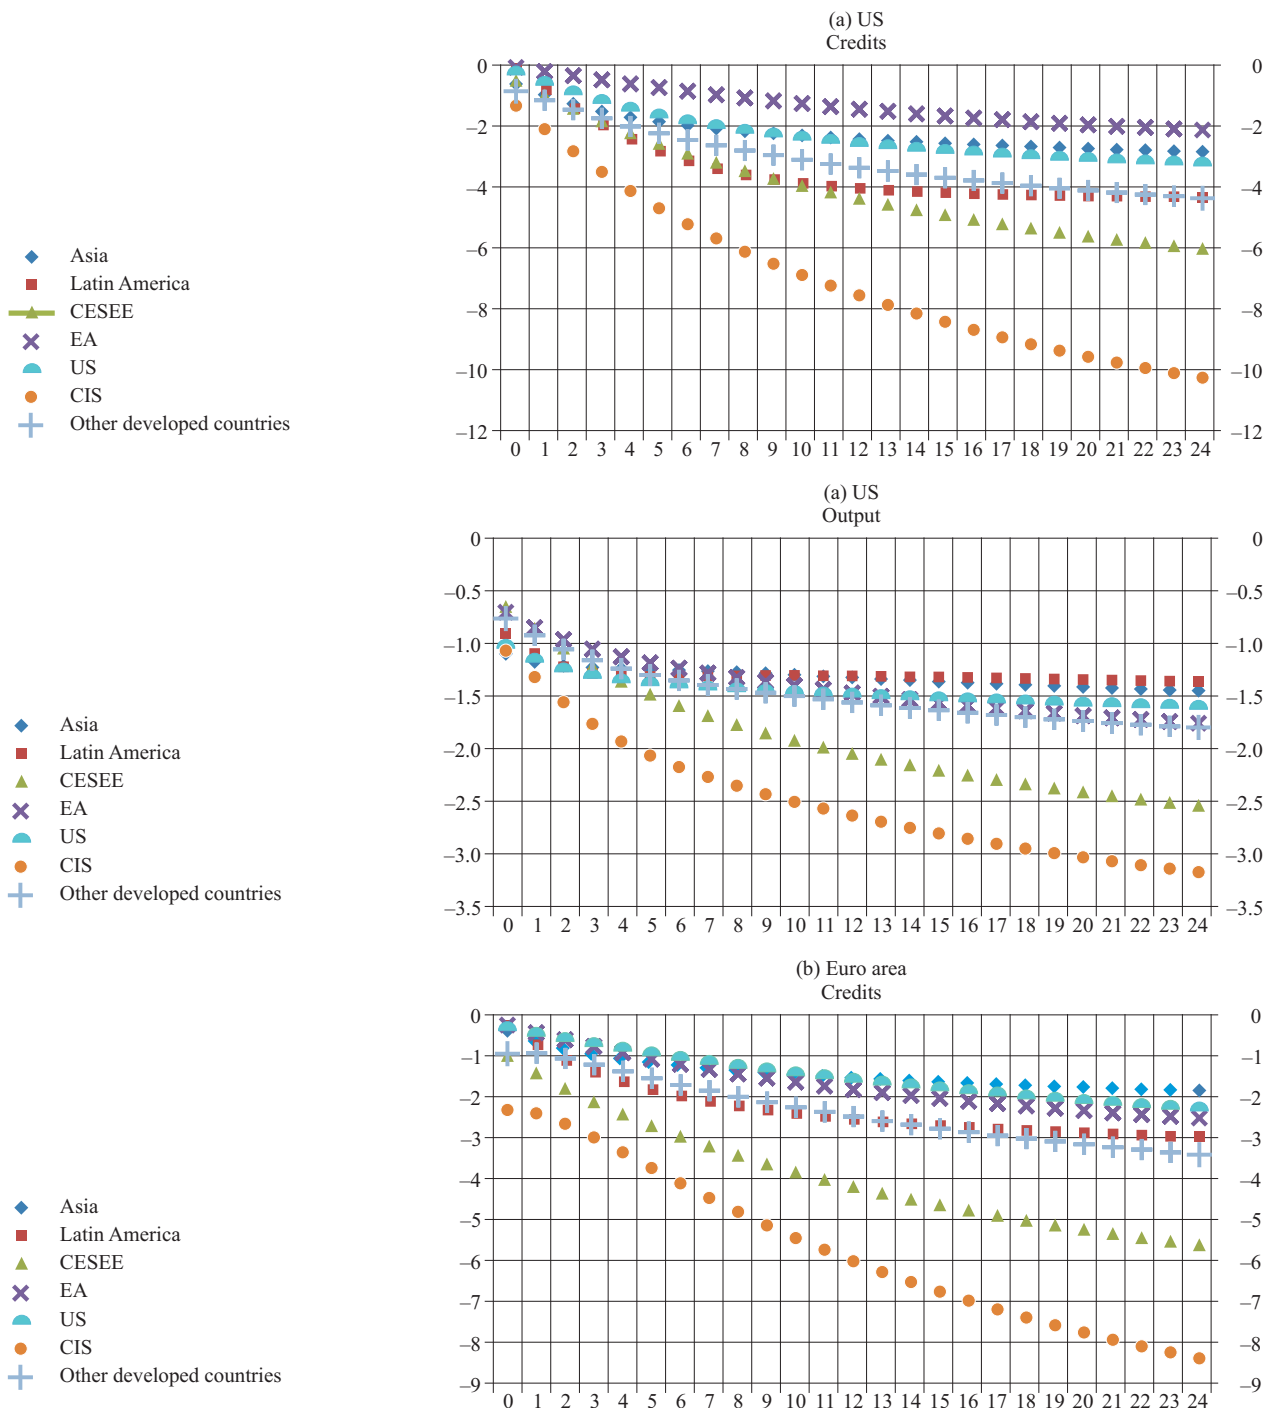 (a) US
Credits
0 0
–2 –2
–4 –4
–6 –6
–8 –8
–10 –10
–12 –12
0 1 2 3 4 5 6 7 8 9 10 11 12 13 14 15 16 17 18 19 20 21 22 23 24
Asia
Latin America
CESEE
EA
US
CIS
Other developed countries
(a) US
Output
0 0
–0.5 –0.5
–1.0 –1.0
–1.5 –1.5
–2.0 –2.0
–2.5 –2.5
–3.0 –3.0
–3.5 –3.5
0 1 2 3 4 5 6 7 8 9 10 11 12 13 14 15 16 17 18 19 20 21 22 23 24
Asia
Latin America
CESEE
EA
US
CIS
Other developed countries
(b) Euro area
Credits
0 0
–1 –1
–2 –2
–3 –3
–4 –4
–5 –5
–6 –6
–7 –7
–8 –8
–9 –9
0 1 2 3 4 5 6 7 8 9 10 11 12 13 14 15 16 17 18 19 20 21 22 23 24
Asia
Latin America
CESEE
EA
US
CIS
Other developed countries